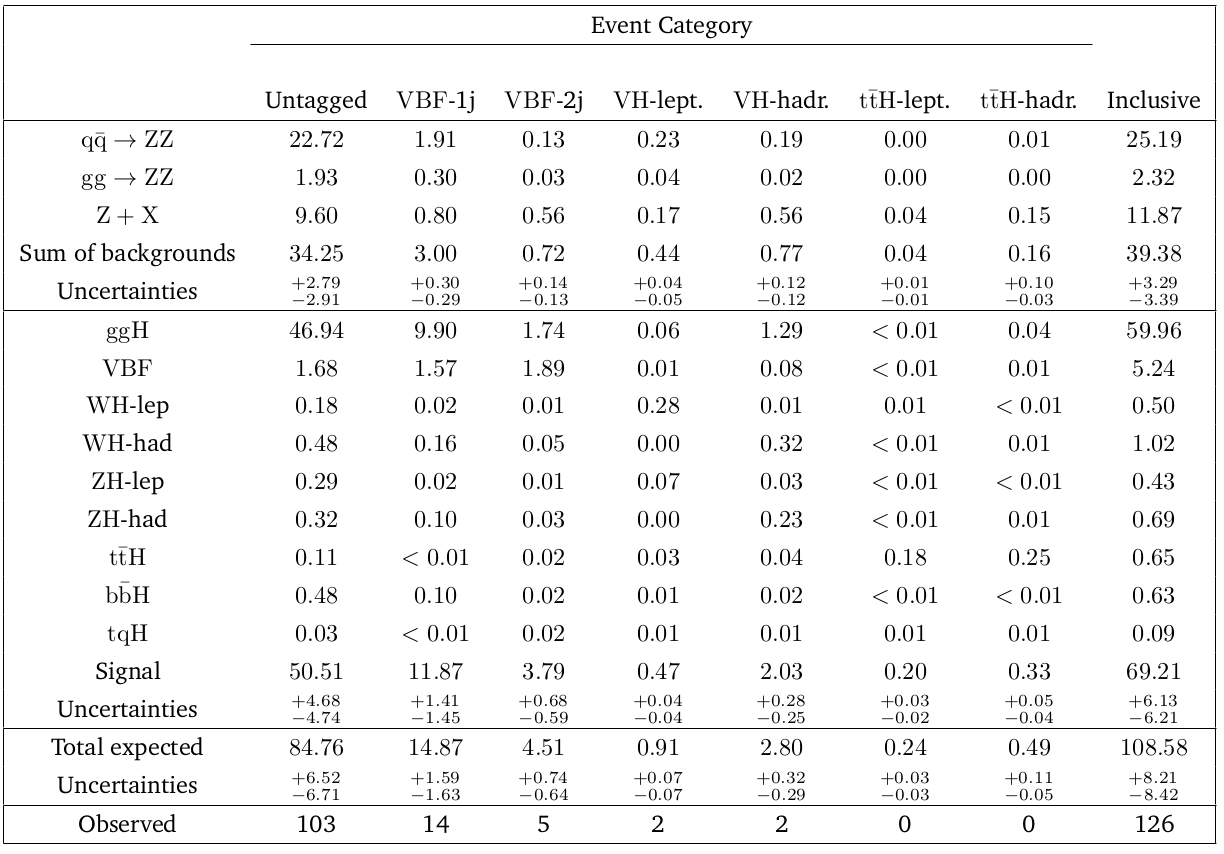 Event Category
Untagged VBF-1j VBF-2j VH-lept. VH-hadr. tt̄H-lept. tt̄H-hadr. Inclusive
qq̄ → ZZ 22.72 1.91 0.13 0.23 0.19 0.00 0.01 25.19
gg → ZZ 1.93 0.30 0.03 0.04 0.02 0.00 0.00 2.32
Z + X 9.60 0.80 0.56 0.17 0.56 0.04 0.15 11.87
Sum of backgrounds 34.25 3.00 0.72 0.44 0.77 0.04 0.16 39.38
Uncertainties +2.79 −2.91 +0.30 −0.29 +0.14 −0.13 +0.04 −0.05 +0.12 −0.12 +0.01 −0.01 +0.10 −0.03 +3.29 −3.39
ggH 46.94 9.90 1.74 0.06 1.29 < 0.01 0.04 59.96
VBF 1.68 1.57 1.89 0.01 0.08 < 0.01 0.01 5.24
WH-lep 0.18 0.02 0.01 0.28 0.01 0.01 < 0.01 0.50
WH-had 0.48 0.16 0.05 0.00 0.32 < 0.01 0.01 1.02
ZH-lep 0.29 0.02 0.01 0.07 0.03 < 0.01 < 0.01 0.43
ZH-had 0.32 0.10 0.03 0.00 0.23 < 0.01 0.01 0.69
tt̄H 0.11 < 0.01 0.02 0.03 0.04 0.18 0.25 0.65
bb̄H 0.48 0.10 0.02 0.01 0.02 < 0.01 < 0.01 0.63
tqH 0.03 < 0.01 0.02 0.01 0.01 0.01 0.01 0.09
Signal 50.51 11.87 3.79 0.47 2.03 0.20 0.33 69.21
Uncertainties +4.68 −4.74 +1.41 −1.45 +0.68 −0.59 +0.04 −0.04 +0.28 −0.25 +0.03 −0.02 +0.05 −0.04 +6.13 −6.21
Total expected 84.76 14.87 4.51 0.91 2.80 0.24 0.49 108.58
Uncertainties +6.52 −6.71 +1.59 −1.63 +0.74 −0.64 +0.07 −0.07 +0.32 −0.29 +0.03 −0.03 +0.11 −0.05 +8.21 −8.42
Observed 103 14 5 2 2 0 0 126